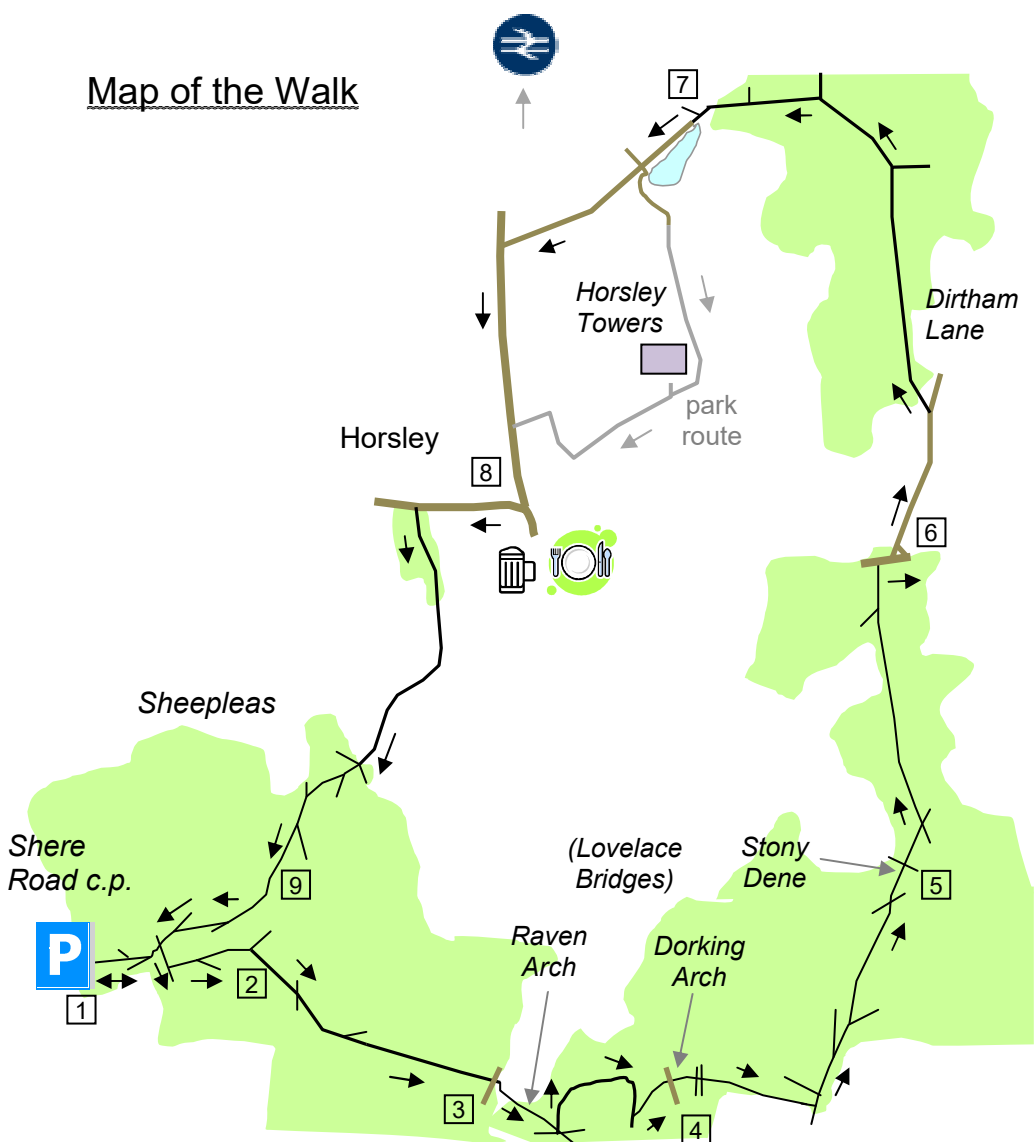 Map of the Walk
7
Horsley
Towers
Dirtham
Lane
park
route
Horsley
8
6
Sheepleas
Shere
Road c.p.
(Lovelace
Bridges)
Stony
Dene
9
5
P
Raven
Arch
Dorking
Arch
1
2
3
4